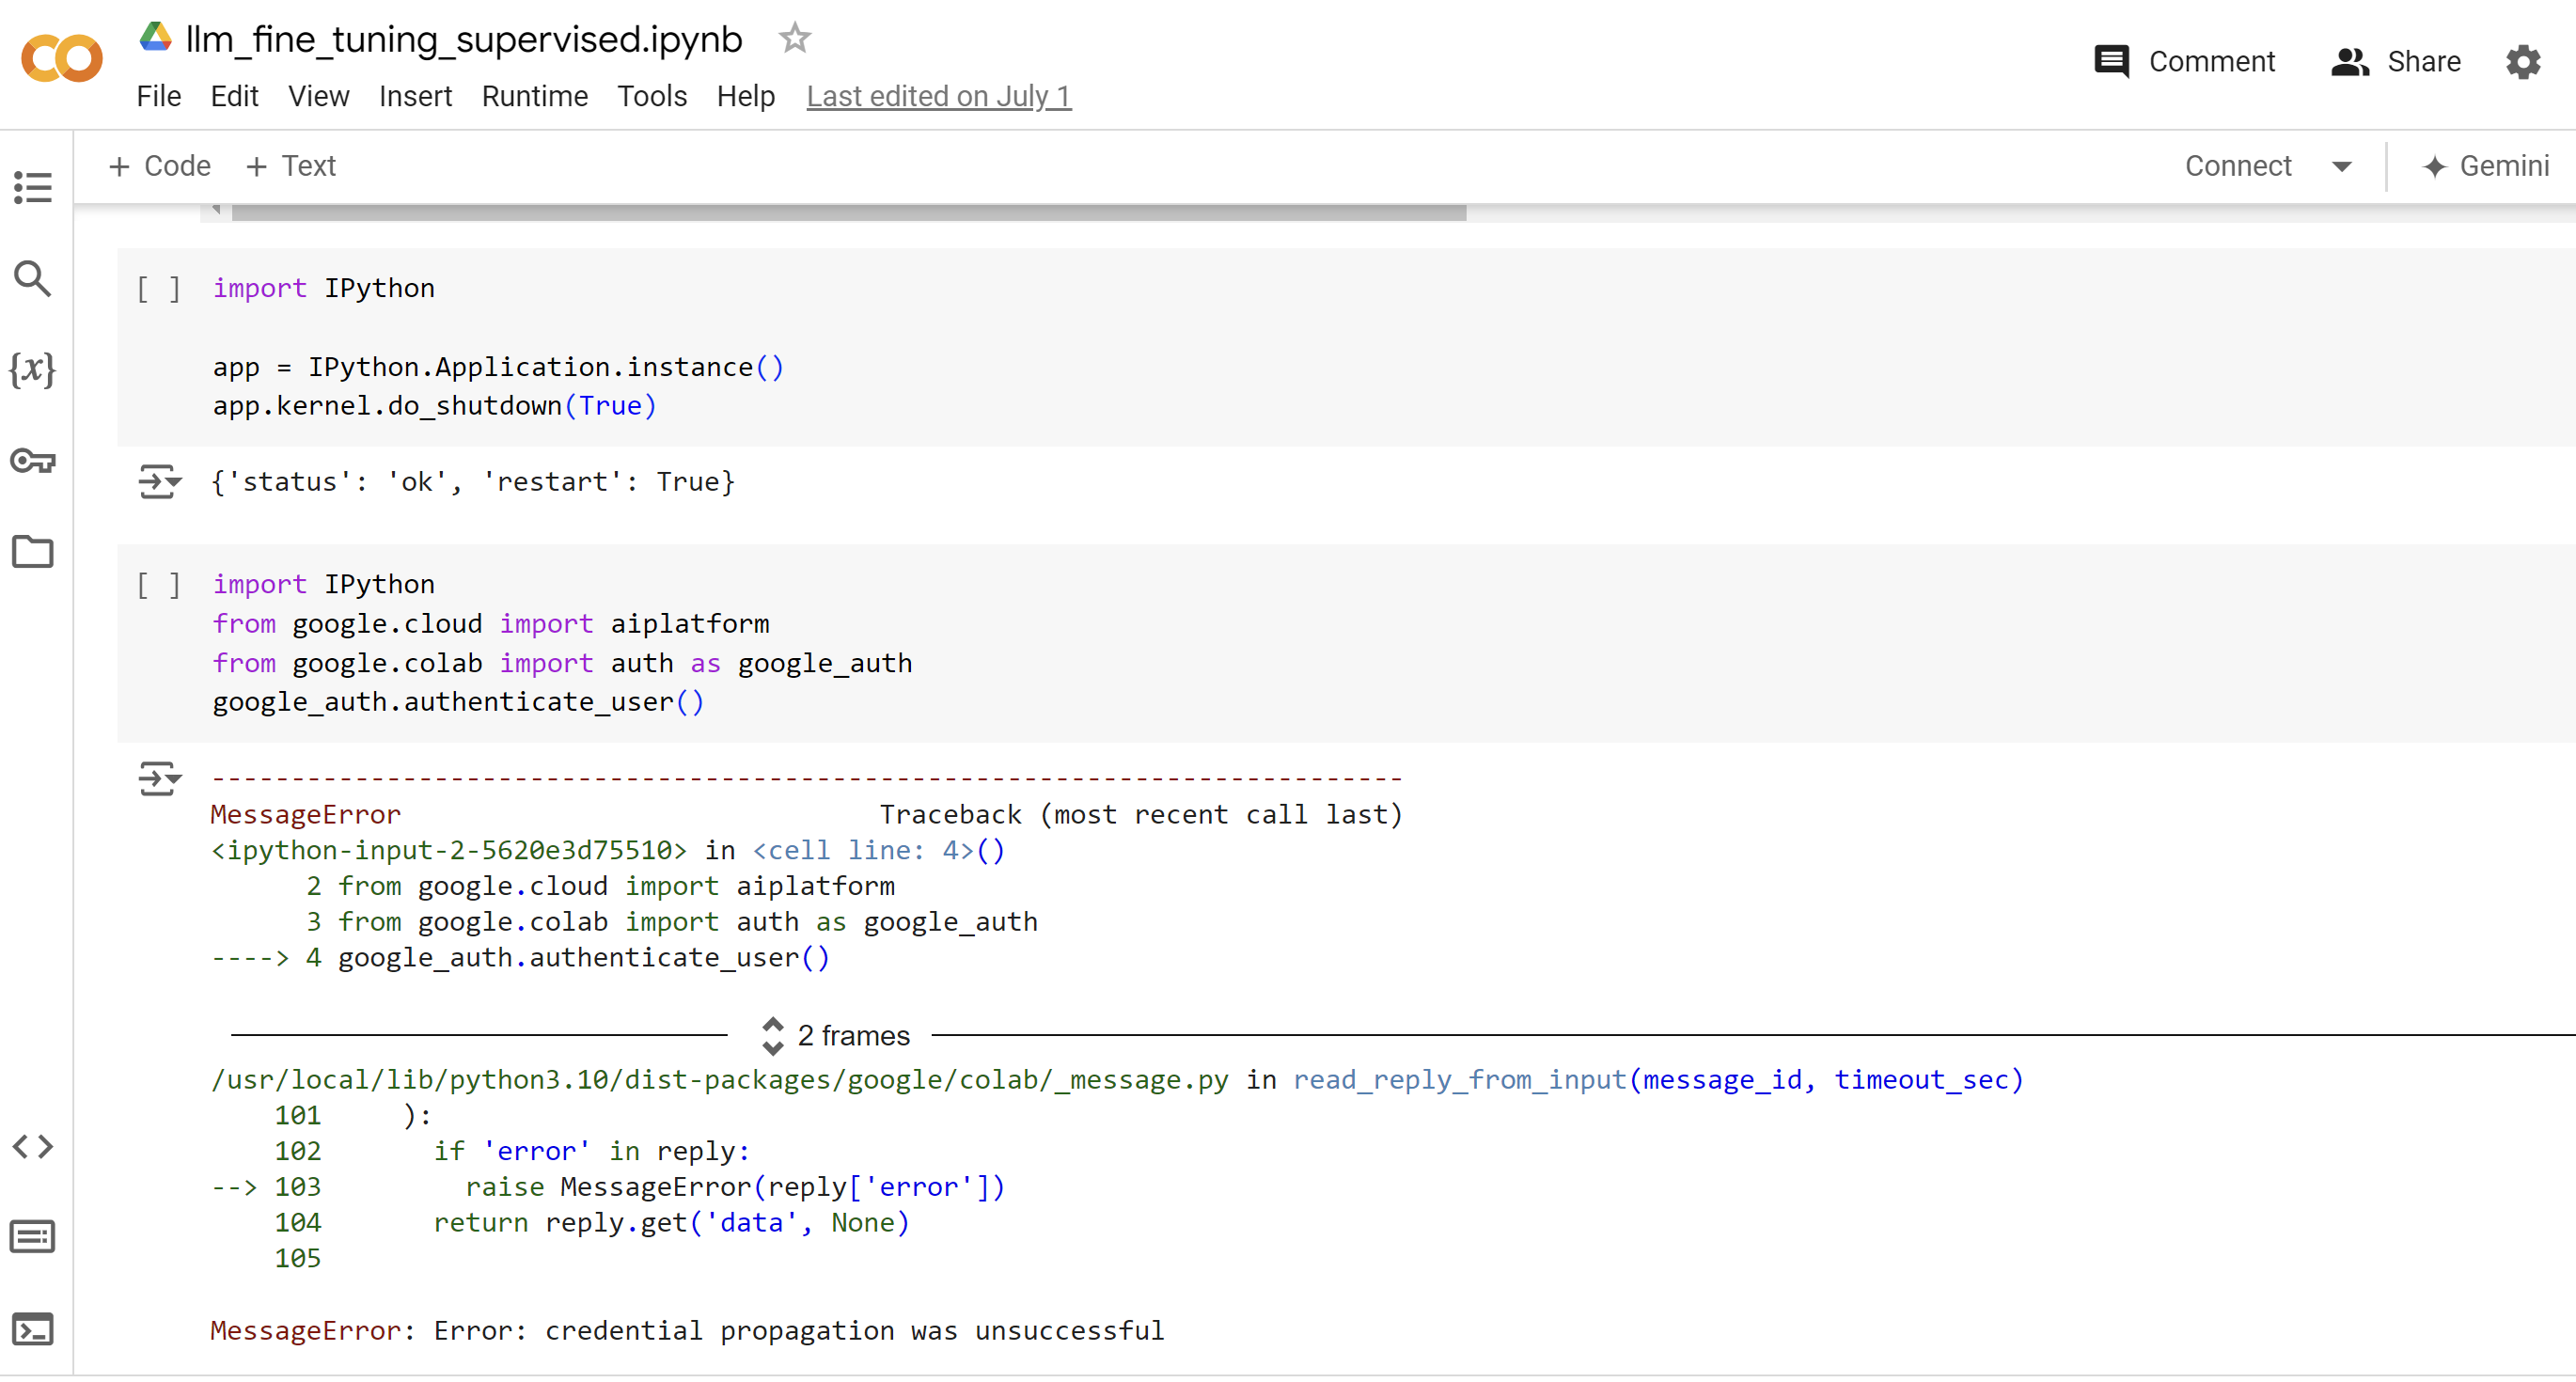 llm_fine_tuning_supervised.ipynb
File Edit View Insert Runtime Tools Help Last edited on July 1
Comment Share
+ Code + Text
Connect Gemini
{x}
[ ] import IPython
app = IPython.Application.instance()
app.kernel.do_shutdown(True)
{'status': 'ok', 'restart': True}
[ ] import IPython
from google.cloud import aiplatform
from google.colab import auth as google_auth
google_auth.authenticate_user()
---------------------------------------------------------------------------
MessageError Traceback (most recent call last)
<ipython-input-2-5620e3d75510> in <cell line: 4>()
2 from google.cloud import aiplatform
3 from google.colab import auth as google_auth
----> 4 google_auth.authenticate_user()
2 frames
/usr/local/lib/python3.10/dist-packages/google/colab/_message.py in read_reply_from_input(message_id, timeout_sec)
101 ):
102 if 'error' in reply:
--> 103 raise MessageError(reply['error'])
104 return reply.get('data', None)
105
MessageError: Error: credential propagation was unsuccessful